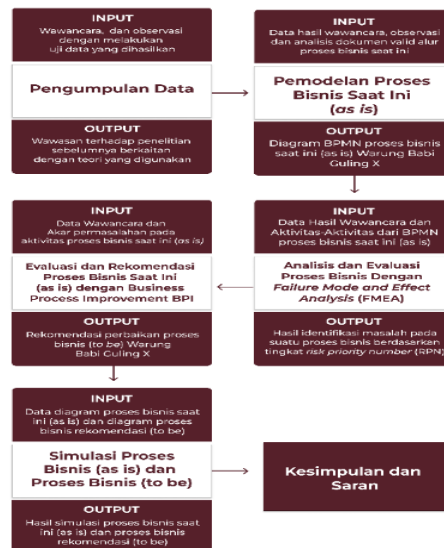 INPUT
Wawancara, dan observasi
dengan melakukan
uji data yang dihasilkan
Pengumpulan Data
OUTPUT
Wawasan terhadap penelitian
sebelumnya berkaitan
dengan teori yang digunakan
INPUT
Data hasil wawancara, observasi
dan analisis dokumen valid alur
proses bisnis saat ini
Pemodelan Proses
Bisnis Saat Ini
(as is)
OUTPUT
Diagram BPMN proses bisnis
saat ini (as is) Warung Babi
Guling X
INPUT
Data Hasil Wawancara dan
Aktivitas-Aktivitas dari BPMN
proses bisnis saat ini (as is)
Analisis dan Evaluasi
Proses Bisnis Dengan
Failure Mode and Effect
Analysis (FMEA)
OUTPUT
Hasil identifikasi masalah pada
suatu proses bisnis berdasarkan
tingkat risk priority number (RPN)
INPUT
Data Wawancara dan
Akar permasalahan pada
aktivitas proses bisnis saat ini (as is)
Evaluasi dan Rekomendasi
Proses Bisnis Saat Ini
(as is) dengan Business
Process Improvement BPI
OUTPUT
Rekomendasi perbaikan proses
bisnis (to be) Warung
Babi Guling X
INPUT
Data diagram proses bisnis saat
ini (as is) dan diagram proses
bisnis rekomendasi (to be)
Simulasi Proses
Bisnis (as is) dan
Proses Bisnis (to be)
OUTPUT
Hasil simulasi proses bisnis saat
ini (as is) dan proses bisnis
rekomendasi (to be)
Kesimpulan dan
Saran